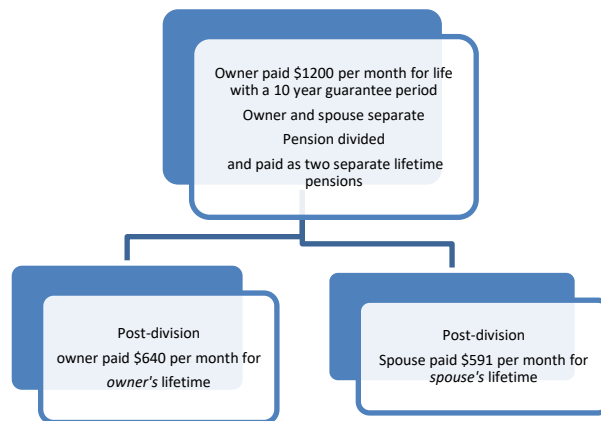 Owner paid $1200 per month for life
with a 10 year guarantee period
Owner and spouse separate
Pension divided
and paid as two separate lifetime
pensions
Post-division
owner paid $640 per month for
owner's lifetime
Post-division
Spouse paid $591 per month for
spouse's lifetime